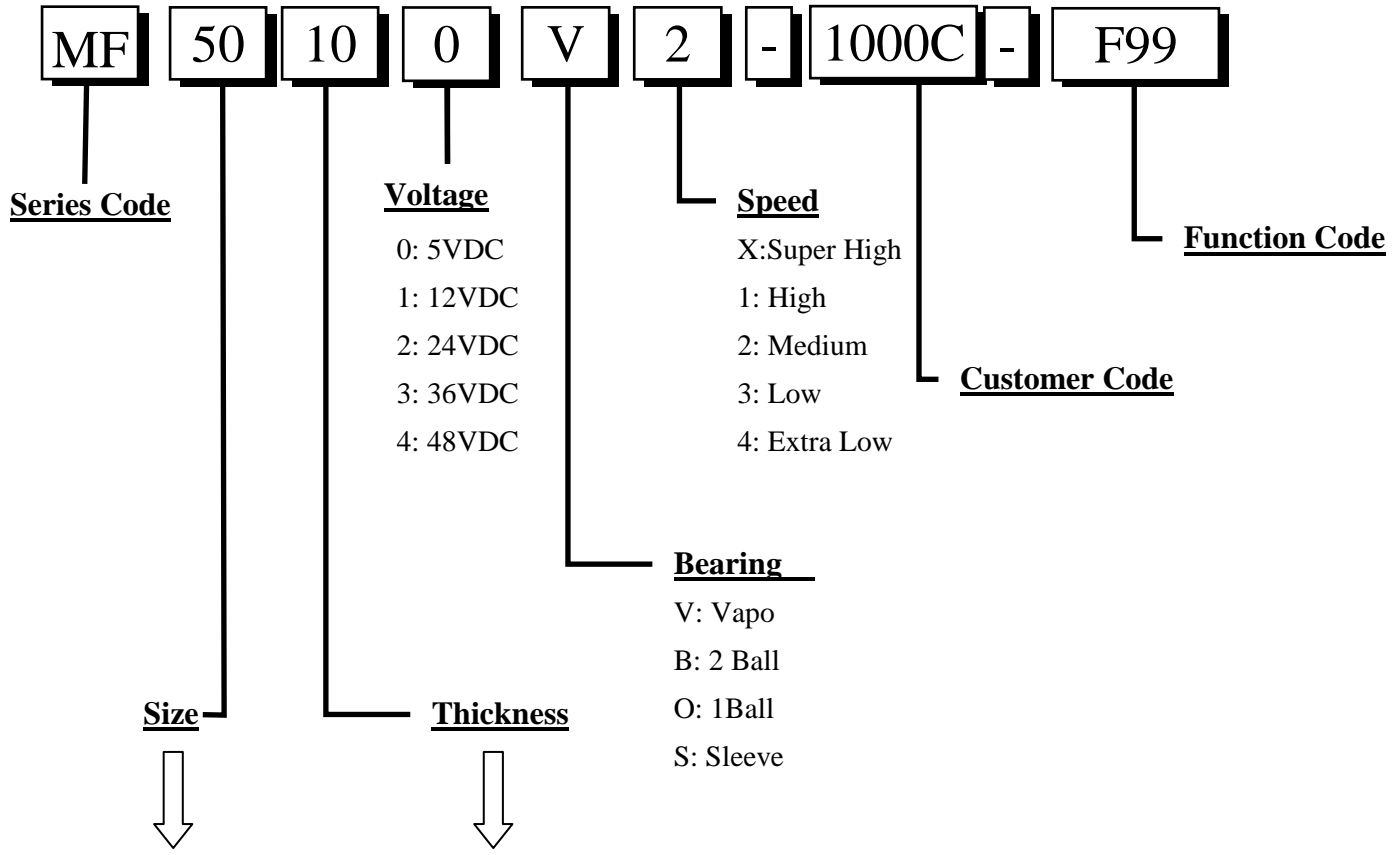 MF 50 10 0 V 2 - 1000C - F99
Series Code
Voltage
0: 5VDC
1: 12VDC
2: 24VDC
3: 36VDC
4: 48VDC
Speed
X:Super High
1: High
2: Medium
3: Low
4: Extra Low
Function Code
Customer Code
Bearing
V: Vapo
B: 2 Ball
O: 1Ball
S: Sleeve
Size
Thickness